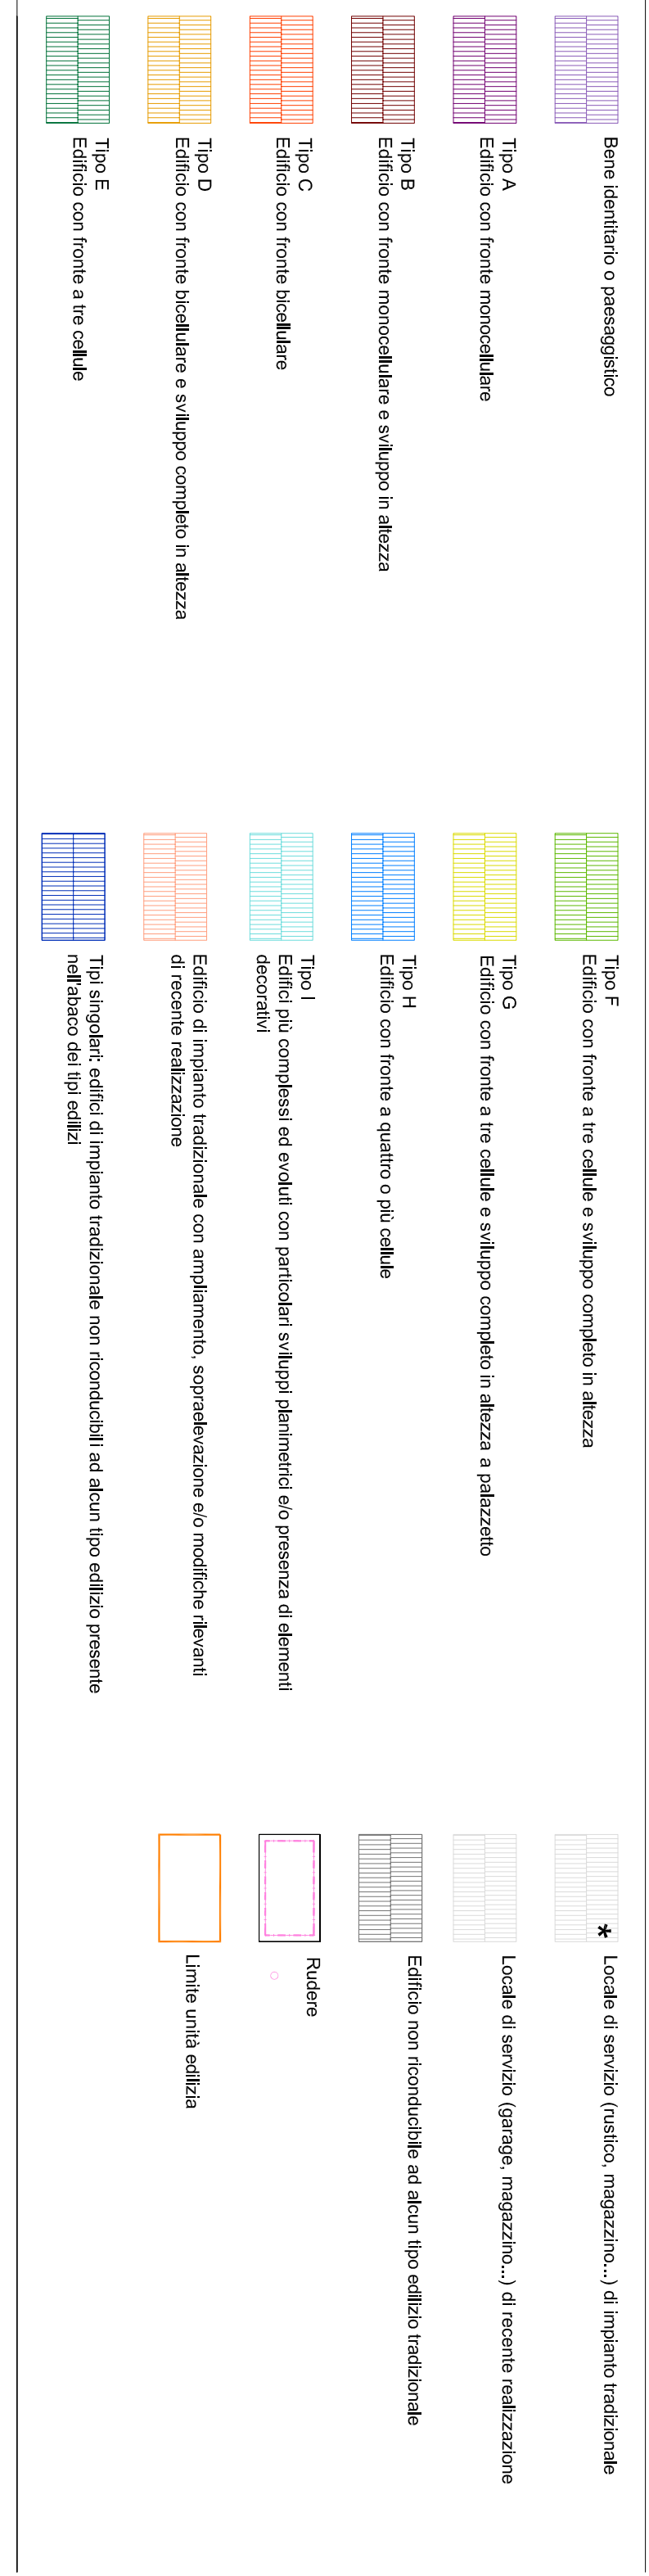 Bene identitario o paesaggistico
Tipo A
Edificio con fronte monocellulare
Tipo B
Edificio con fronte monocellulare e sviluppo in altezza
Tipo C
Edificio con fronte bicellulare
Tipo D
Edificio con fronte bicellulare e sviluppo completo in altezza
Tipo E
Edificio con fronte a tre cellule
Tipo F
Edificio con fronte a tre cellule e sviluppo completo in altezza
Tipo G
Edificio con fronte a tre cellule e sviluppo completo in altezza a palazzetto
Tipo H
Edificio con fronte a quattro o più cellule
Tipo I
Edifici più complessi ed evoluti con particolari sviluppi planimetrici e/o presenza di elementi
decorativi
Edificio di impianto tradizionale con ampliamento, sopraelevazione e/o modifiche rilevanti
di recente realizzazione
Tipi singolari: edifici di impianto tradizionale non riconducibili ad alcun tipo edilizio presente
nell'abaco dei tipi edilizi
* Locale di servizio (rustico, magazzino...) di impianto tradizionale
Locale di servizio (garage, magazzino...) di recente realizzazione
Edificio non riconducibile ad alcun tipo edilizio tradizionale
Rudere
Limite unità edilizia